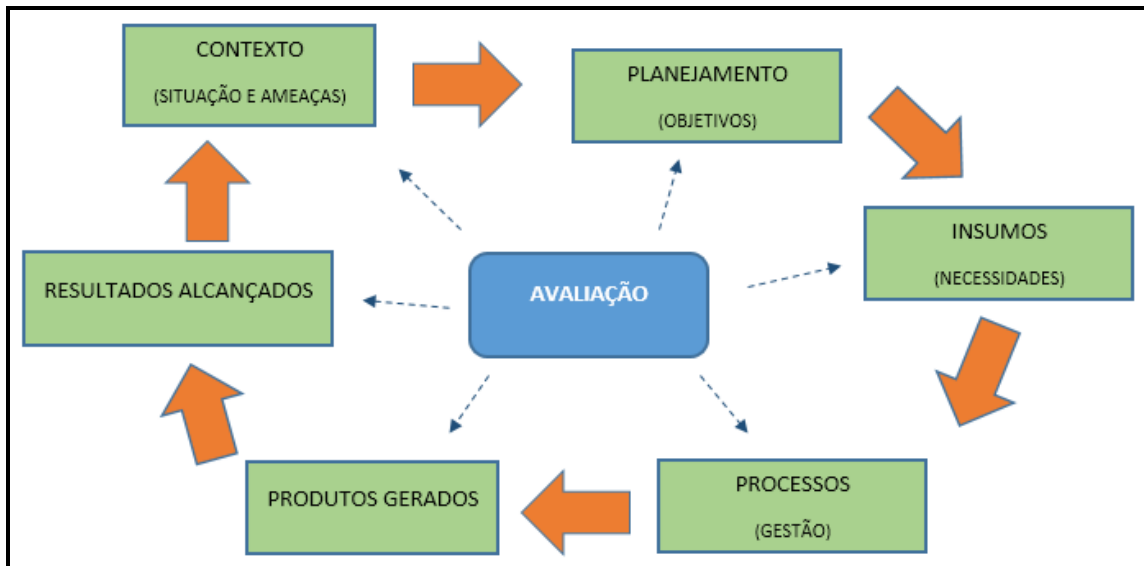 CONTEXTO
(SITUAÇÃO E AMEAÇAS)
PLANEJAMENTO
(OBJETIVOS)
INSUMOS
(NECESSIDADES)
RESULTADOS ALCANÇADOS
AVALIAÇÃO
PRODUTOS GERADOS
PROCESSOS
(GESTÃO)